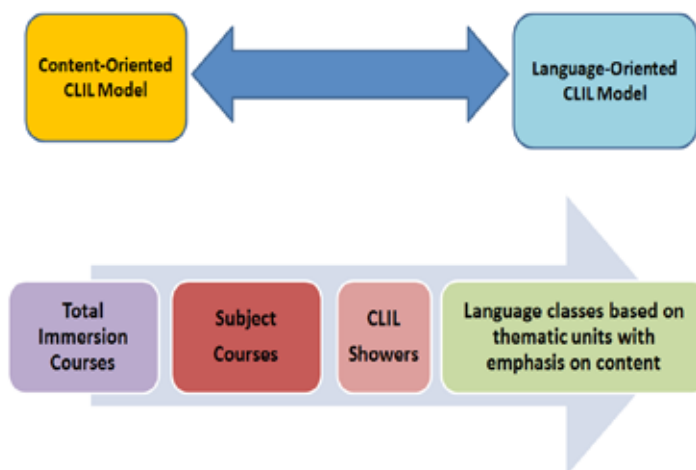 Content-Oriented
CLIL Model
Language-Oriented
CLIL Model
Total
Immersion
Courses
Subject
Courses
CLIL
Showers
Language classes based on
thematic units with
emphasis on content